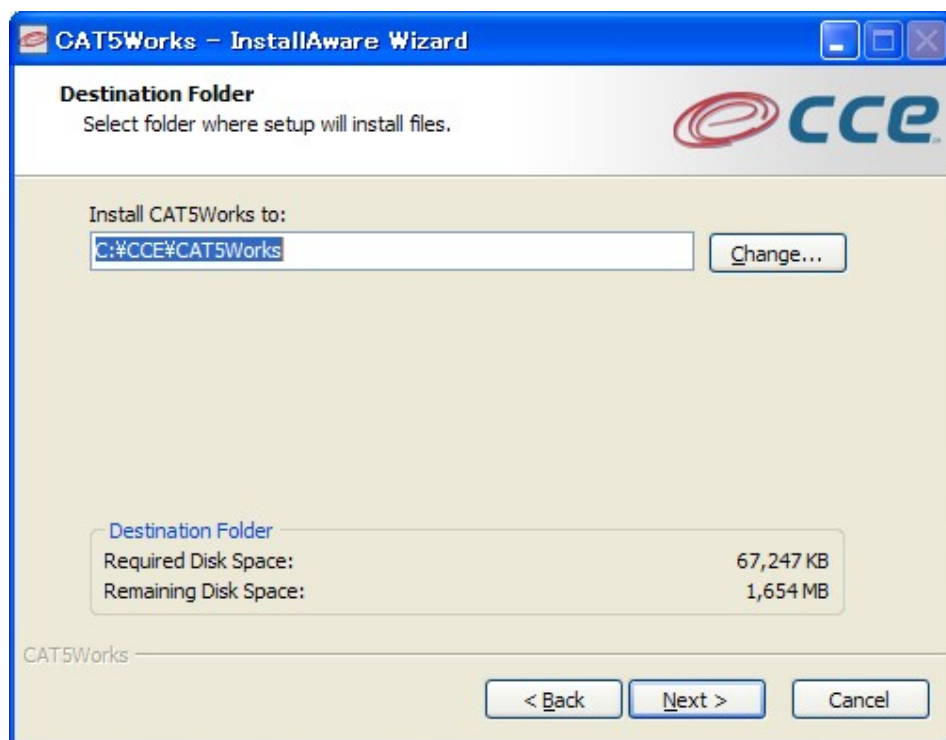 CAT5Works - InstallAware Wizard
Destination Folder
Select folder where setup will install files.
cce
Install CAT5Works to:
C:¥CCE¥CAT5Works
Change...
Destination Folder
Required Disk Space: 67,247 KB
Remaining Disk Space: 1,654 MB
CAT5Works
< Back Next > Cancel